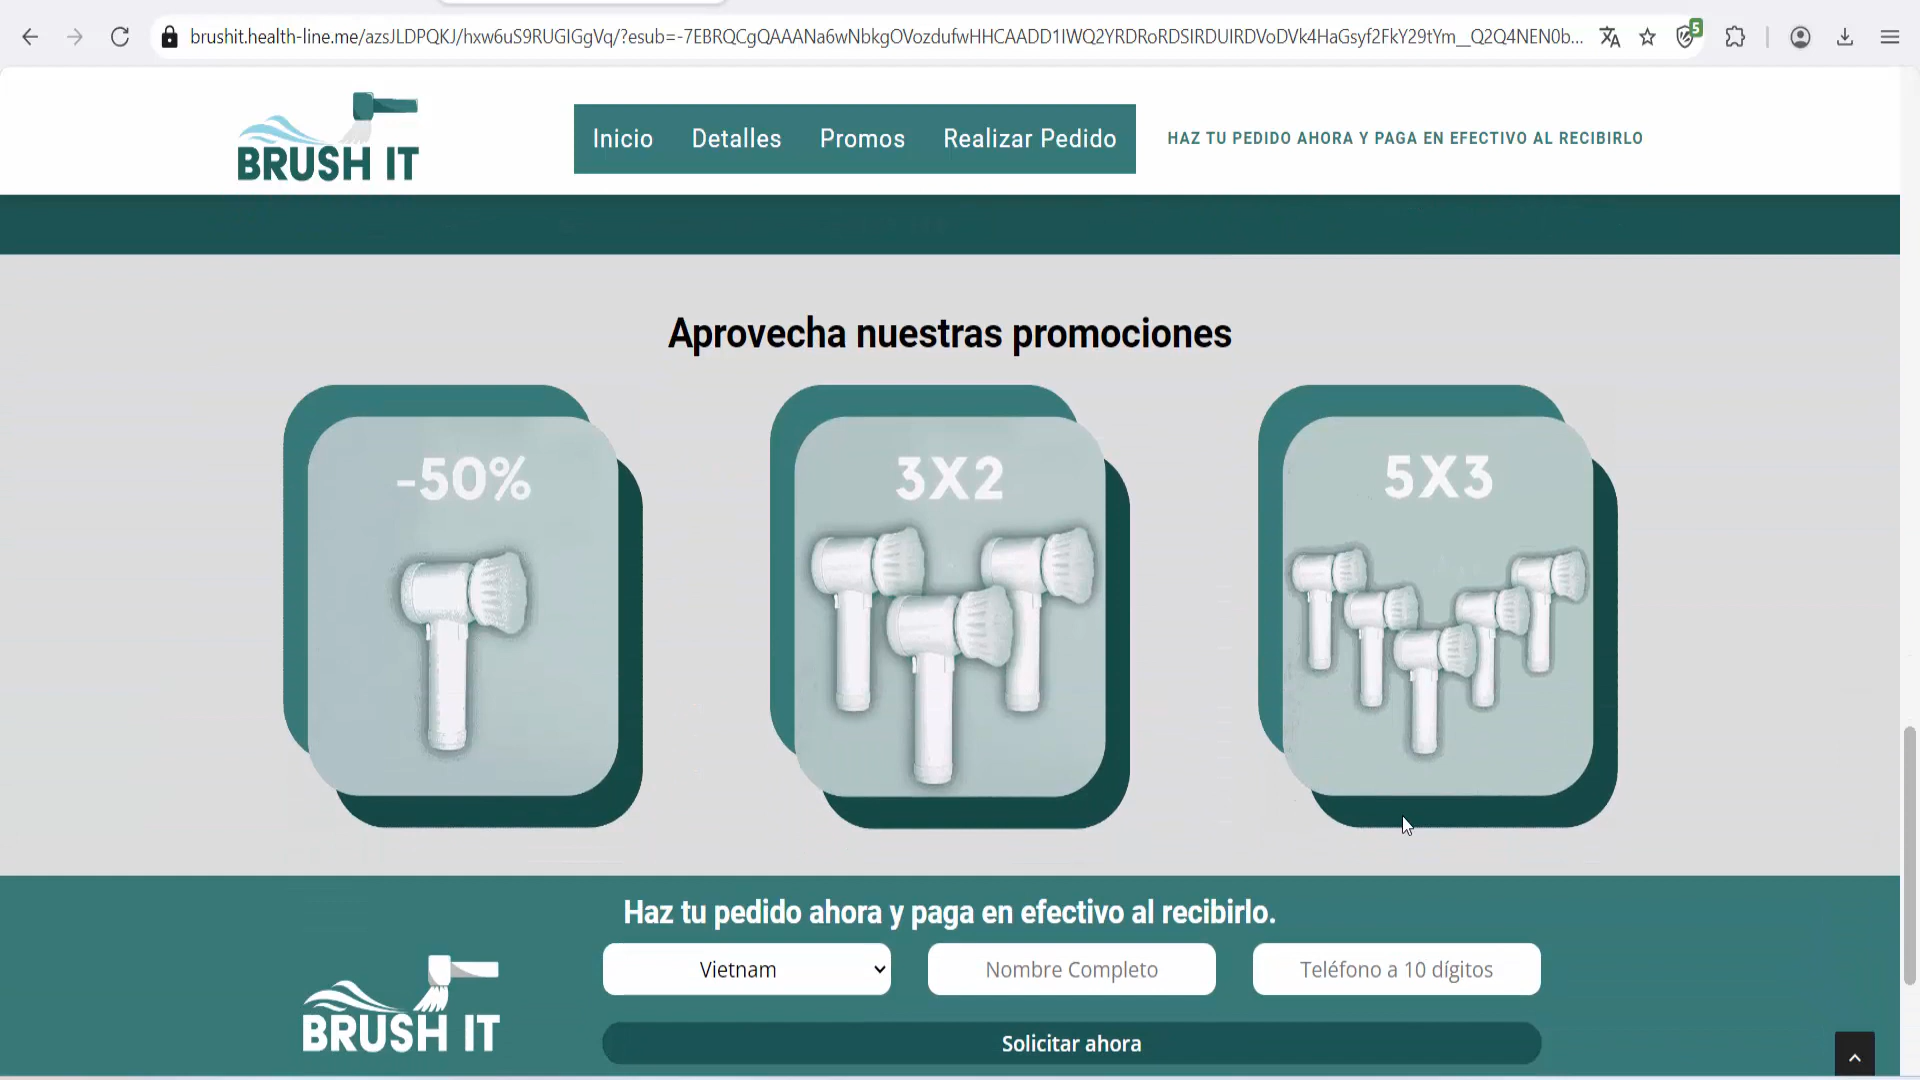 brushit.health-line.me/azsJLDPQKJ/hxw6uS9RUGIGgVq/?esub=-7EBRQCgQAAANa6wNbkgOVozdufwHHCAADD1IWQ2YRDRoRDSIRDUIRDVoDVk4HaGsyf2FkY29tYm__Q2Q4NEN0b...
5
BRUSH IT
Inicio Detalles Promos Realizar Pedido
HAZ TU PEDIDO AHORA Y PAGA EN EFECTIVO AL RECIBIRLO
Aprovecha nuestras promociones
-50%
3X2
5X3
Haz tu pedido ahora y paga en efectivo al recibirlo.
Vietnam
Nombre Completo
Teléfono a 10 dígitos
BRUSH IT
Solicitar ahora